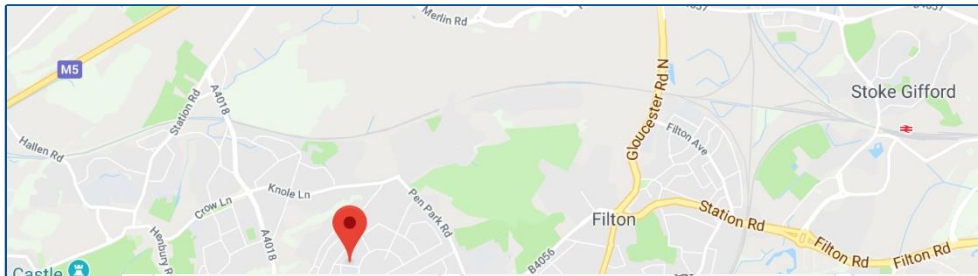 Merlin Rd
M5
Station Rd
A4018
Hallen Rd
Gloucester Rd N
Stoke Gifford
Filton Ave
Knole Ln
Crow Ln
Pen Park Rd
Henbury R
A4018
Filton
Station Rd
B4056
Filton Rd
Filton Rd
Castle